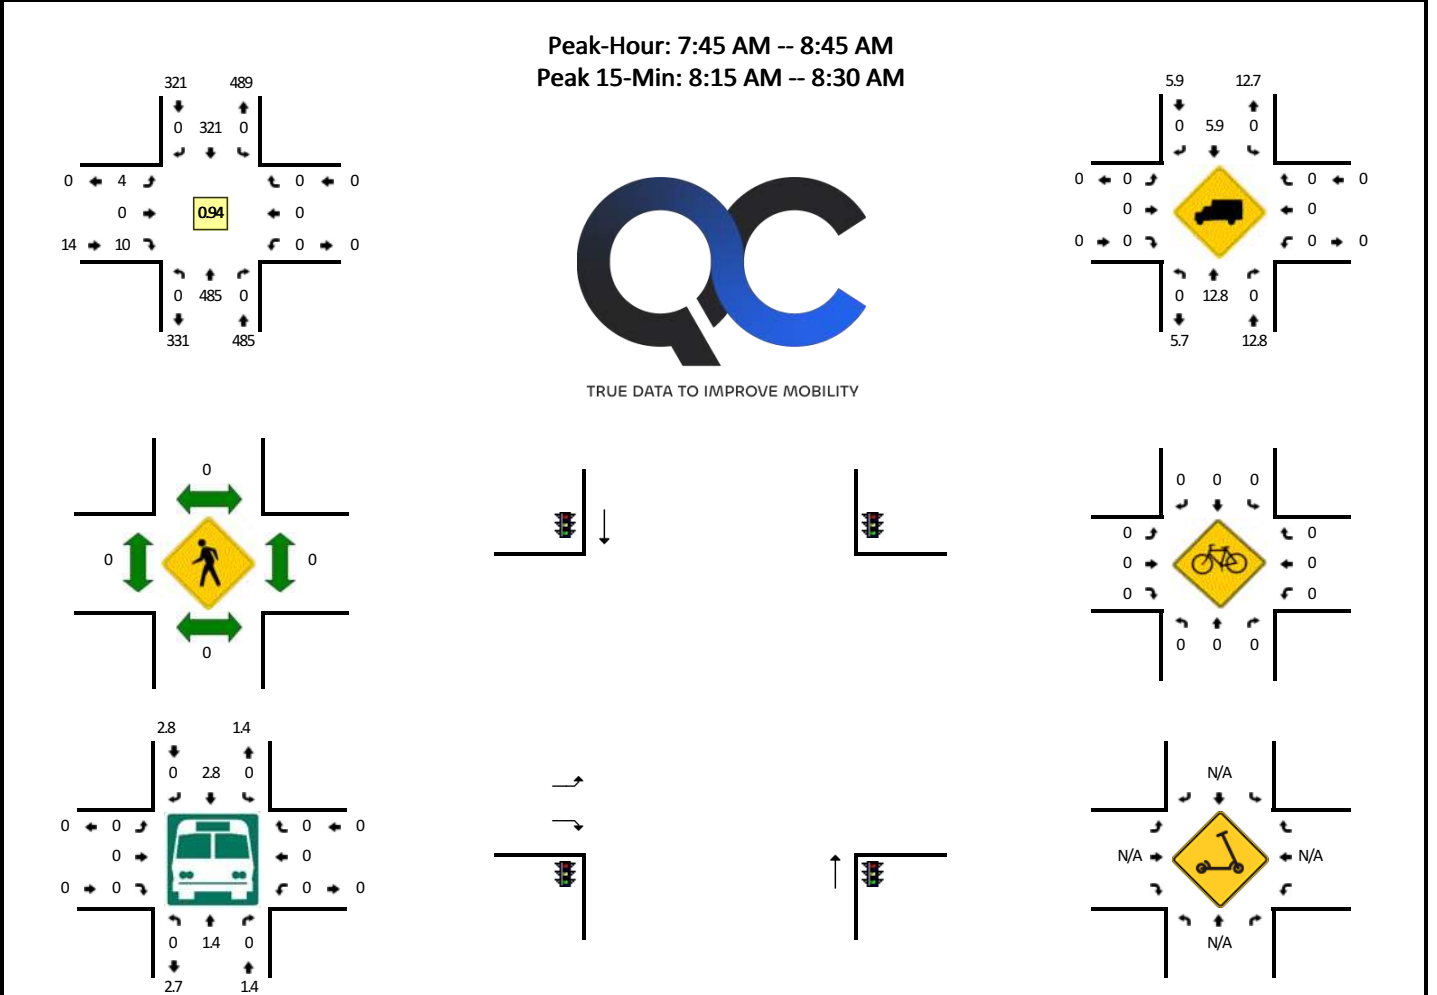 Peak-Hour: 7:45 AM -- 8:45 AM
Peak 15-Min: 8:15 AM -- 8:30 AM
321 489
0 321 0
0 4 0 0
0 0.94 0
14 10 0 0
0 485 0
331 485
QC
TRUE DATA TO IMPROVE MOBILITY
5.9 12.7
0 5.9 0
0 0 0 0
0 0
0 0 0 0
0 12.8 0
5.7 12.8
0
0 0
0
0 0 0
0 0
0 0
0 0
0 0 0
2.8 1.4
0 2.8 0
0 0 0 0
0 0
0 0 0 0
0 1.4 0
2.7 1.4
N/A
N/A N/A
N/A